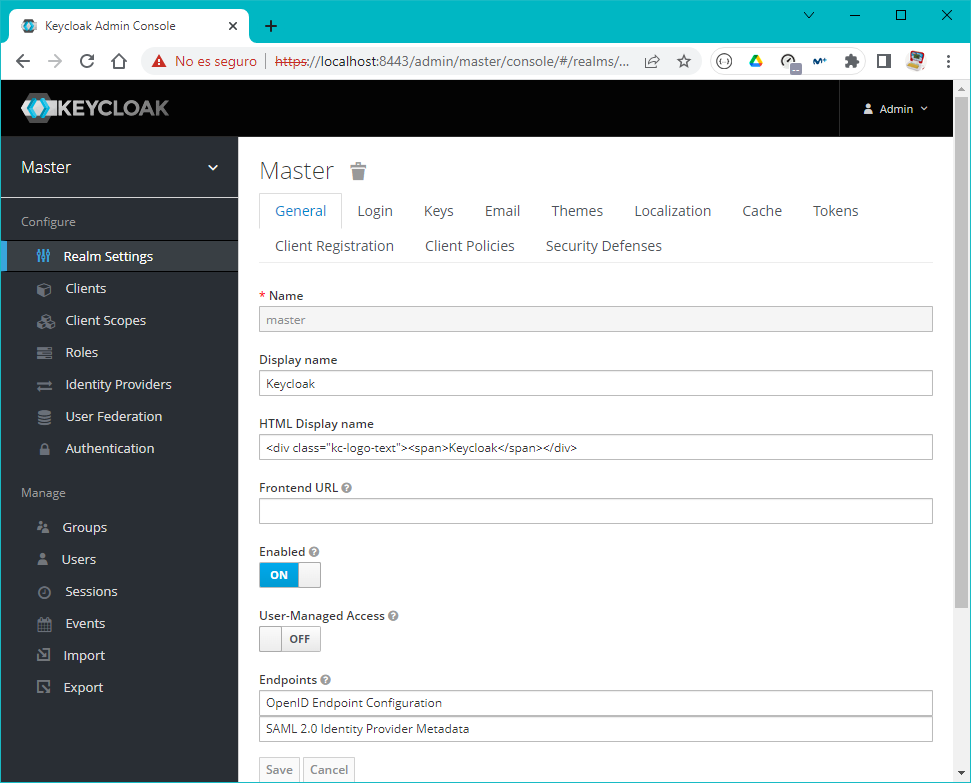 Keycloak Admin Console
No es seguro
https://localhost:8443/admin/master/console/#/realms/...
KEYCLOAK
Admin
Master
Configure
Realm Settings
Clients
Client Scopes
Roles
Identity Providers
User Federation
Authentication
Manage
Groups
Users
Sessions
Events
Import
Export
Master
General Login Keys Email Themes Localization Cache Tokens
Client Registration Client Policies Security Defenses
* Name
master
Display name
Keycloak
HTML Display name
<div class="kc-logo-text"><span>Keycloak</span></div>
Frontend URL ?
Enabled ?
ON
User-Managed Access ?
OFF
Endpoints ?
OpenID Endpoint Configuration
SAML 2.0 Identity Provider Metadata
Save Cancel